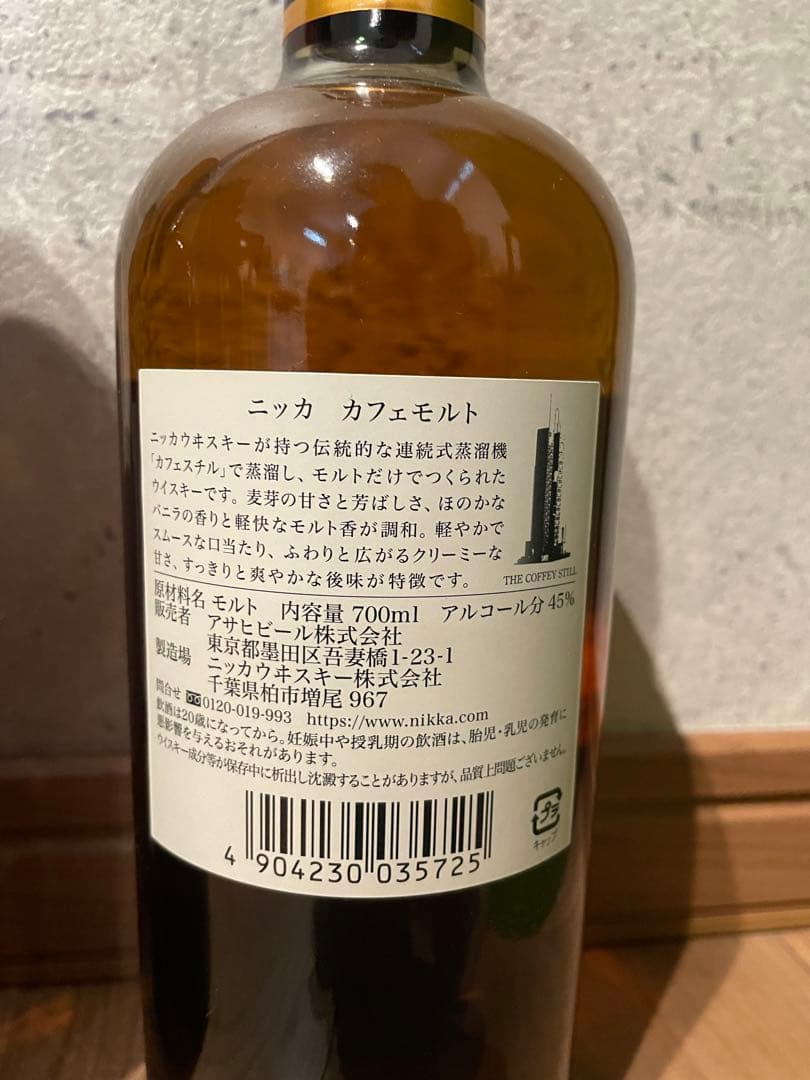 ニッカ カフェモルト
ニッカウヰスキーが持つ伝統的な連続式蒸溜機
「カフェスチル」で蒸溜し、モルトだけでつくられた
ウイスキーです。麦芽の甘さと芳ばしさ、ほのかな
バニラの香りと軽快なモルト香が調和。軽やかで
スムースな口当たり、ふわりと広がるクリーミーな
甘さ、すっきりと爽やかな後味が特徴です。
THE COFFEY STILL
原材料名 モルト 内容量 700ml アルコール分 45%
販売者 アサヒビール株式会社
東京都墨田区吾妻橋1-23-1
製造場 ニッカウヰスキー株式会社
千葉県柏市増尾 967
問合せ 0120-019-993 https://www.nikka.com
飲酒は20歳になってから。妊娠中や授乳期の飲酒は、胎児・乳児の発育に
悪影響を与えるおそれがあります。
ウイスキー成分等が保存中に析出し沈澱することがありますが、品質上問題ございません。
プラ
キャップ
4 904230 035725